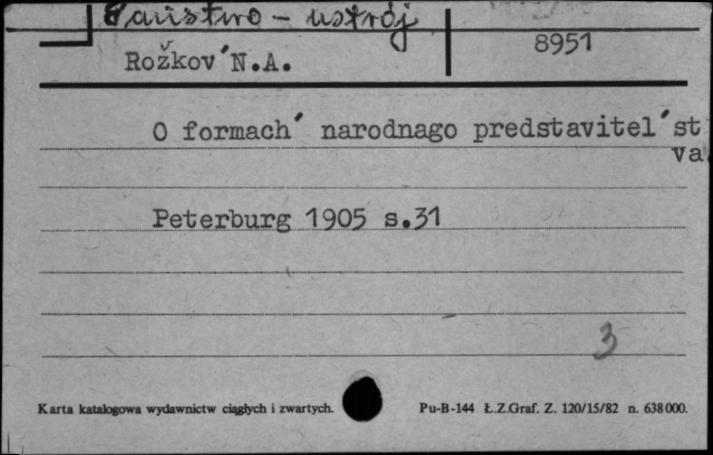 Państwo - ustrój
Rožkov´ N.A.
8951
O formach´ narodnago predstavitel´st
va.
Peterburg 1905 s.31
3
Karta katalogowa wydawnictw ciągłych i zwartych.
Pu-B-144 Ł.Z.Graf. Z. 120/15/82 n. 638000.